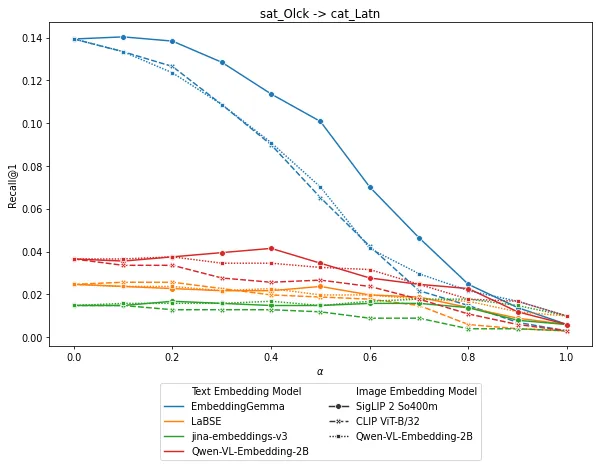 sat_Olck -> cat_Latn
0.14
0.12
0.10
0.08
0.06
0.04
0.02
0.00
Recall@1
0.0 0.2 0.4 0.6 0.8 1.0
α
Text Embedding Model Image Embedding Model
EmbeddingGemma SigLIP 2 So400m
LaBSE CLIP ViT-B/32
jina-embeddings-v3 Qwen-VL-Embedding-2B
Qwen-VL-Embedding-2B